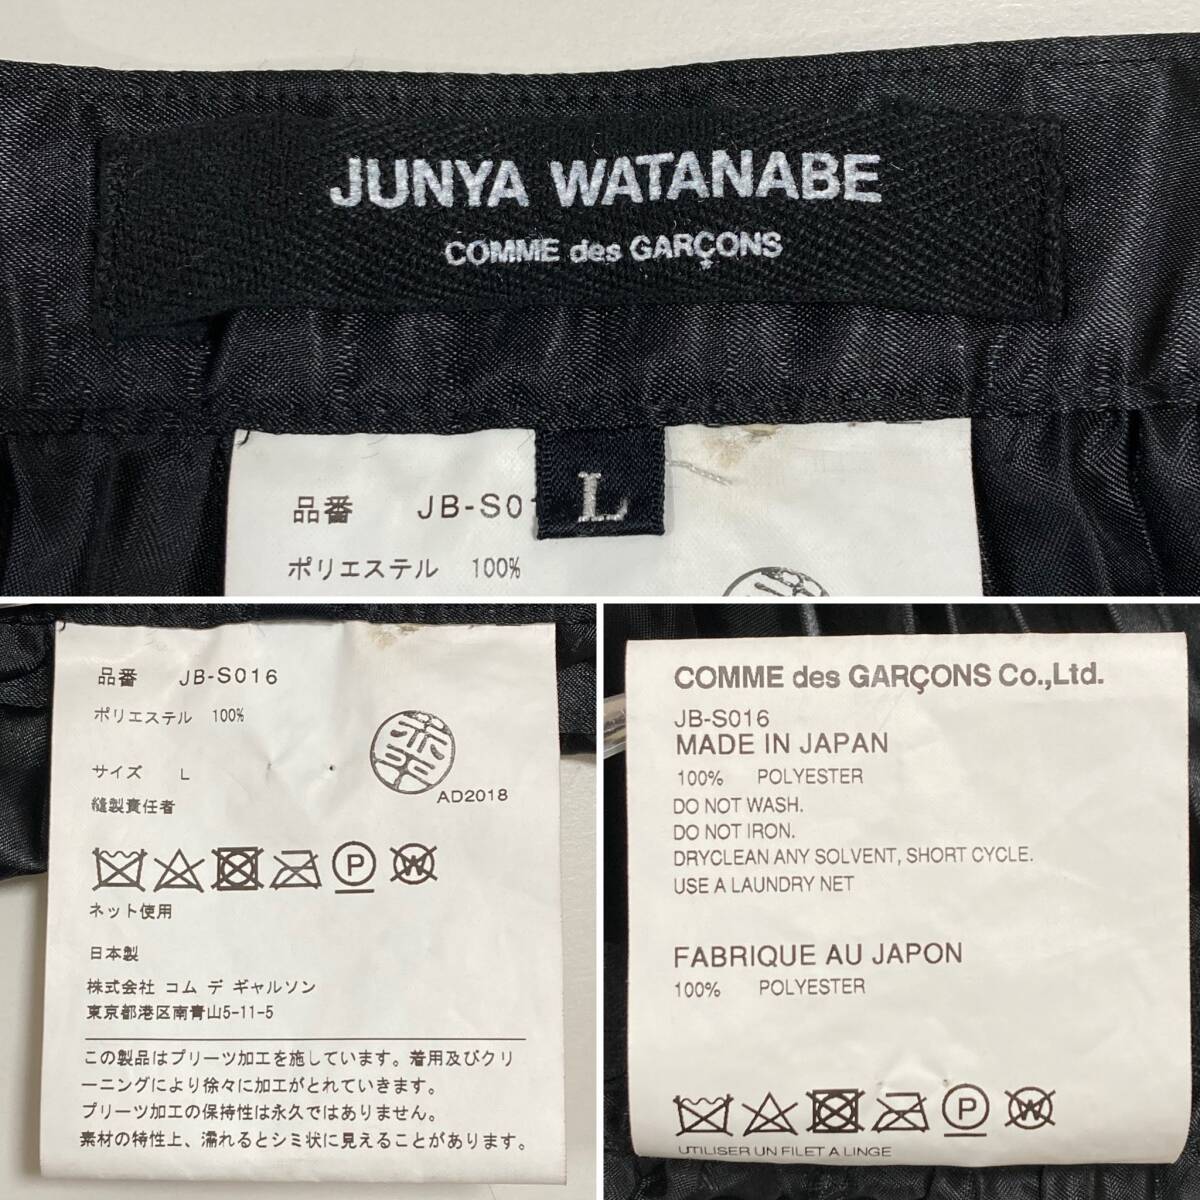 JUNYA WATANABE
COMME des GARÇONS
L
品番 JB-S01
ポリエステル 100%
品番 JB-S016
ポリエステル 100%
サイズ L
AD2018
縫製責任者
P W
ネット使用
日本製
株式会社 コム デ ギャルソン
東京都港区南青山5-11-5
この製品はプリーツ加工を施しています。着用及びクリ
ーニングにより徐々に加工がとれていきます。
プリーツ加工の保持性は永久ではありません。
素材の特性上、濡れるとシミ状に見えることがあります。
COMME des GARÇONS Co.,Ltd.
JB-S016
MADE IN JAPAN
100% POLYESTER
DO NOT WASH.
DO NOT IRON.
DRYCLEAN ANY SOLVENT, SHORT CYCLE.
USE A LAUNDRY NET
FABRIQUE AU JAPON
100% POLYESTER
P W
UTILISER UN FILET A LINGE